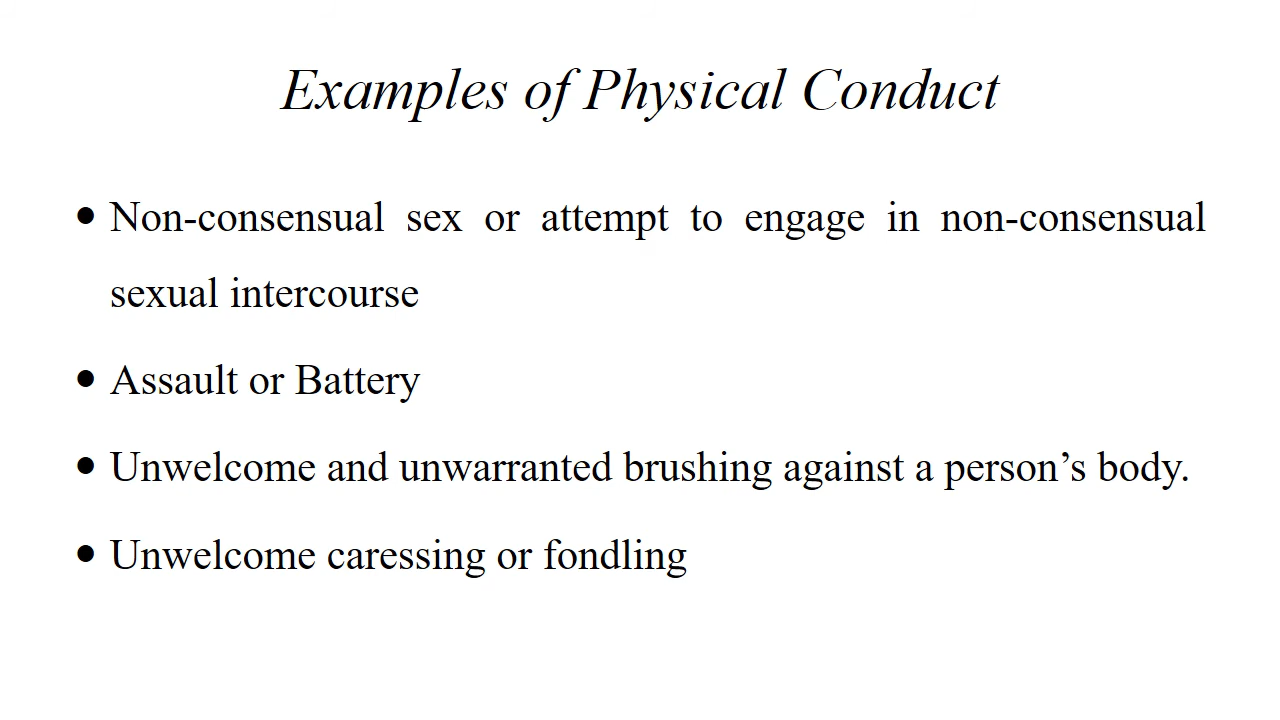 Examples of Physical Conduct
• Non-consensual sex or attempt to engage in non-consensual
sexual intercourse
• Assault or Battery
• Unwelcome and unwarranted brushing against a person’s body.
• Unwelcome caressing or fondling